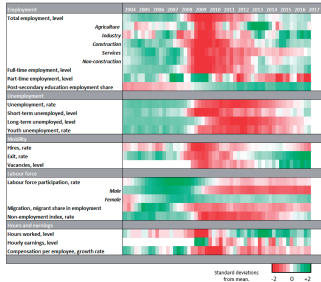 Employment 2004 2005 2006 2007 2008 2009 2010 2011 2012 2013 2014 2015 2016 2017
Total employment, level
Agriculture
Industry
Construction
Services
Non-construction
Full-time employment, level
Part-time employment, level
Post-secondary education employment share
Unemployment
Unemployment, rate
Short-term unemployed, level
Long-term unemployed, level
Youth unemployment, rate
Mobility
Hires, rate
Exit, rate
Vacancies, level
Labour force
Labour force participation, rate
Male
Female
Migration, migrant share in employment
Non-employment index, rate
Hours and earnings
Hours worked, level
Hourly earnings, level
Compensation per employee, growth rate
Standard deviations
from mean.
-2 0 +2